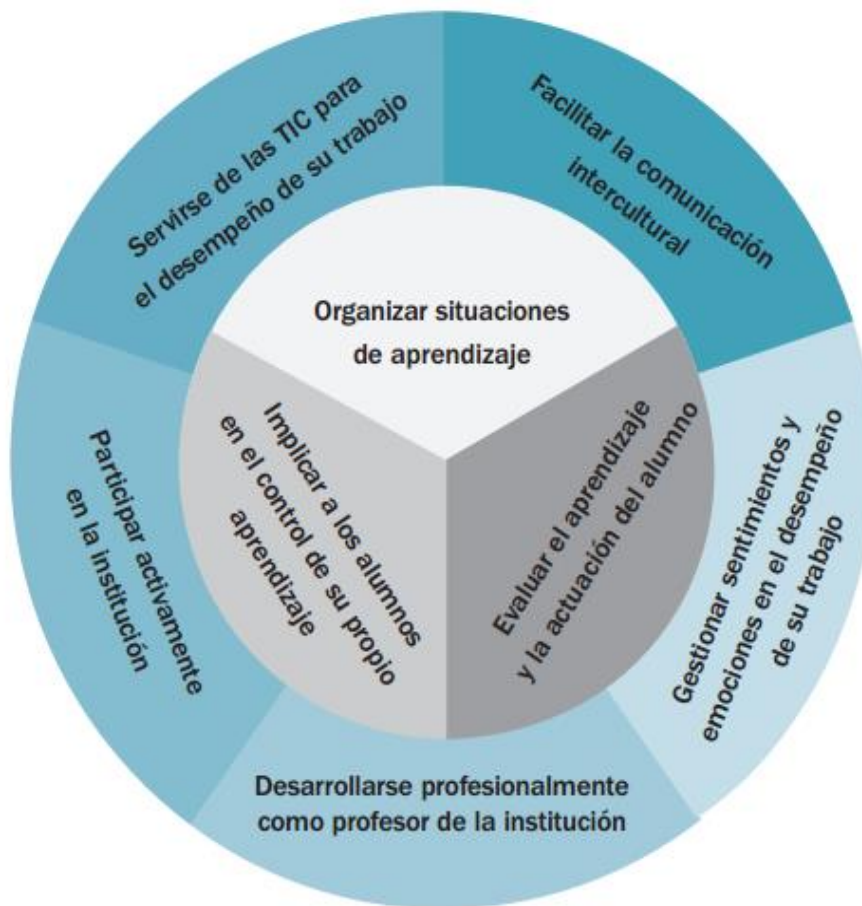 Servirse de las TIC para
el desempeño de su trabajo
Facilitar la comunicación
intercultural
Organizar situaciones
de aprendizaje
Participar activamente
en la institución
Implicar a los alumnos
en el control de su propio
aprendizaje
Evaluar el aprendizaje
y la actuación del alumno
Gestionar sentimientos y
emociones en el desempeño
de su trabajo
Desarrollarse profesionalmente
como profesor de la institución